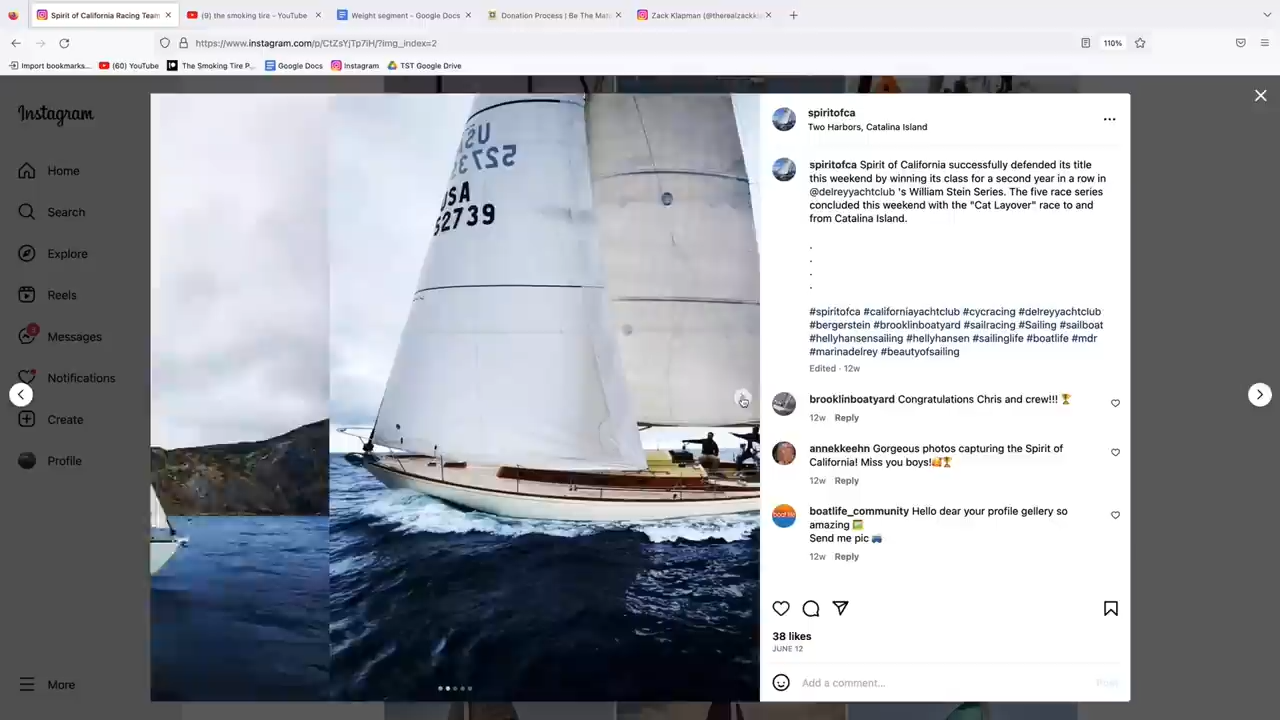 Spirit of California Racing Team
(9) the smoking tire - YouTube
Weight segment - Google Docs
Donation Process | Be The Mat
Zack Klapman (@therealzackk
https://www.instagram.com/p/CtZsYjTp7iH/?img_index=2
110%
Import bookmarks...
(60) YouTube
The Smoking Tire P...
Google Docs
Instagram
TST Google Drive
Instagram
Home
Search
Explore
Reels
Messages
Notifications
Create
Profile
More
USA
52739
spiritofca
Two Harbors, Catalina Island
spiritofca Spirit of California successfully defended its title
this weekend by winning its class for a second year in a row in
@delreyyachtclub 's William Stein Series. The five race series
concluded this weekend with the "Cat Layover" race to and
from Catalina Island.
.
.
.
.
#spiritofca #californiayachtclub #cycracing #delreyyachtclub
#bergerstein #brooklinboatyard #sailracing #Sailing #sailboat
#hellyhansensailing #hellyhansen #sailinglife #boatlife #mdr
#marinadelrey #beautyofsailing
Edited · 12w
brooklinboatyard Congratulations Chris and crew!!! 🏆
12w Reply
annekkeehn Gorgeous photos capturing the Spirit of
California! Miss you boys!🥰🏆
12w Reply
boatlife_community Hello dear your profile gellery so
amazing 🖼️
Send me pic
12w Reply
38 likes
JUNE 12
Add a comment...
Post